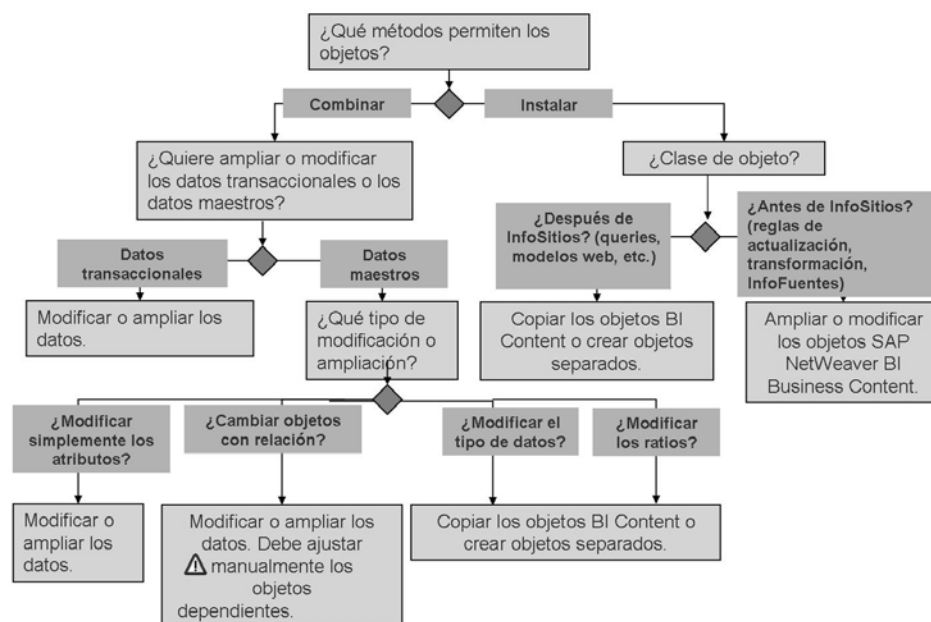 ¿Qué métodos permiten los
objetos?
Combinar
Instalar
¿Quiere ampliar o modificar
los datos transaccionales o los
datos maestros?
¿Clase de objeto?
¿Después de
InfoSitios? (queries,
modelos web, etc.)
¿Antes de InfoSitios?
(reglas de
actualización,
transformación,
InfoFuentes)
Datos
transaccionales
Datos
maestros
Modificar o ampliar los
datos.
¿Qué tipo de
modificación o
ampliación?
Copiar los objetos BI
Content o crear objetos
separados.
Ampliar o modificar
los objetos SAP
NetWeaver BI
Business Content.
¿Modificar
simplemente los
atributos?
¿Cambiar objetos
con relación?
¿Modificar el
tipo de datos?
¿Modificar
los ratios?
Modificar o
ampliar los
datos.
Modificar o ampliar los
datos. Debe ajustar
manualmente los
objetos
dependientes.
Copiar los objetos BI Content o
crear objetos separados.